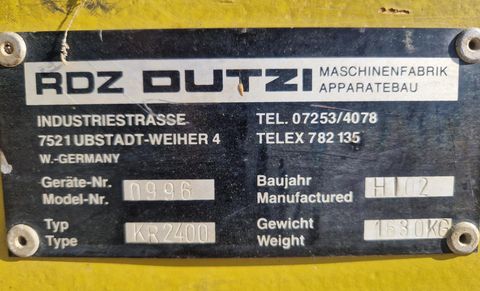 RDZ DUTZI MASCHINENFABRIK
APPARATEBAU
INDUSTRIESTRASSE TEL. 07253/4078
7521 UBSTADT-WEIHER 4 TELEX 782 135
W.-GERMANY
Geräte-Nr. 0996 Baujahr
Model-Nr. Manufactured
Typ KR2400 Gewicht
Type Weight